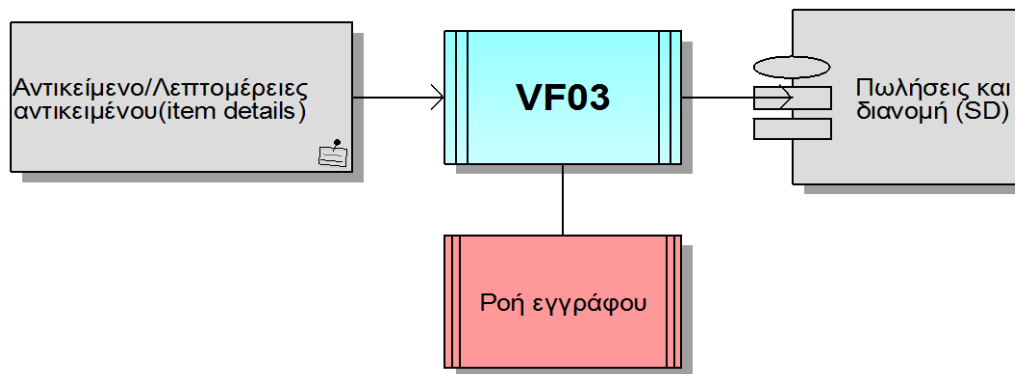 Αντικείμενο/Λεπτομέρειες
αντικειμένου(item details)
VF03
Πωλήσεις και
διανομή (SD)
Ροή εγγράφου